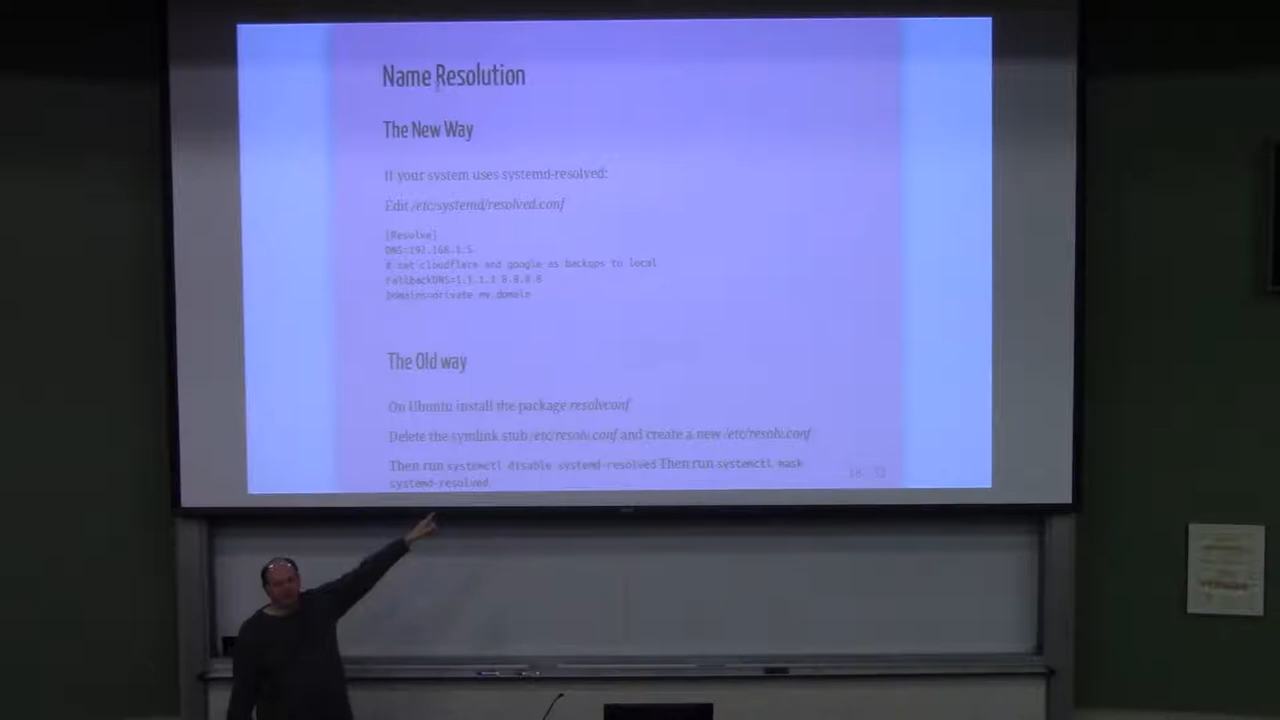 Name Resolution
The New Way
If your system uses systemd-resolved:
Edit /etc/systemd/resolved.conf
[Resolve]
DNS=192.168.1.5
# set cloudflare and google as backups to local
FallbackDNS=1.1.1.1 8.8.8.8
Domains=private my.domain
The Old way
On Ubuntu install the package resolvconf
Delete the symlink stub /etc/resolv.conf and create a new /etc/resolv.conf
Then run systemctl disable systemd-resolved Then run systemctl mask
systemd-resolved